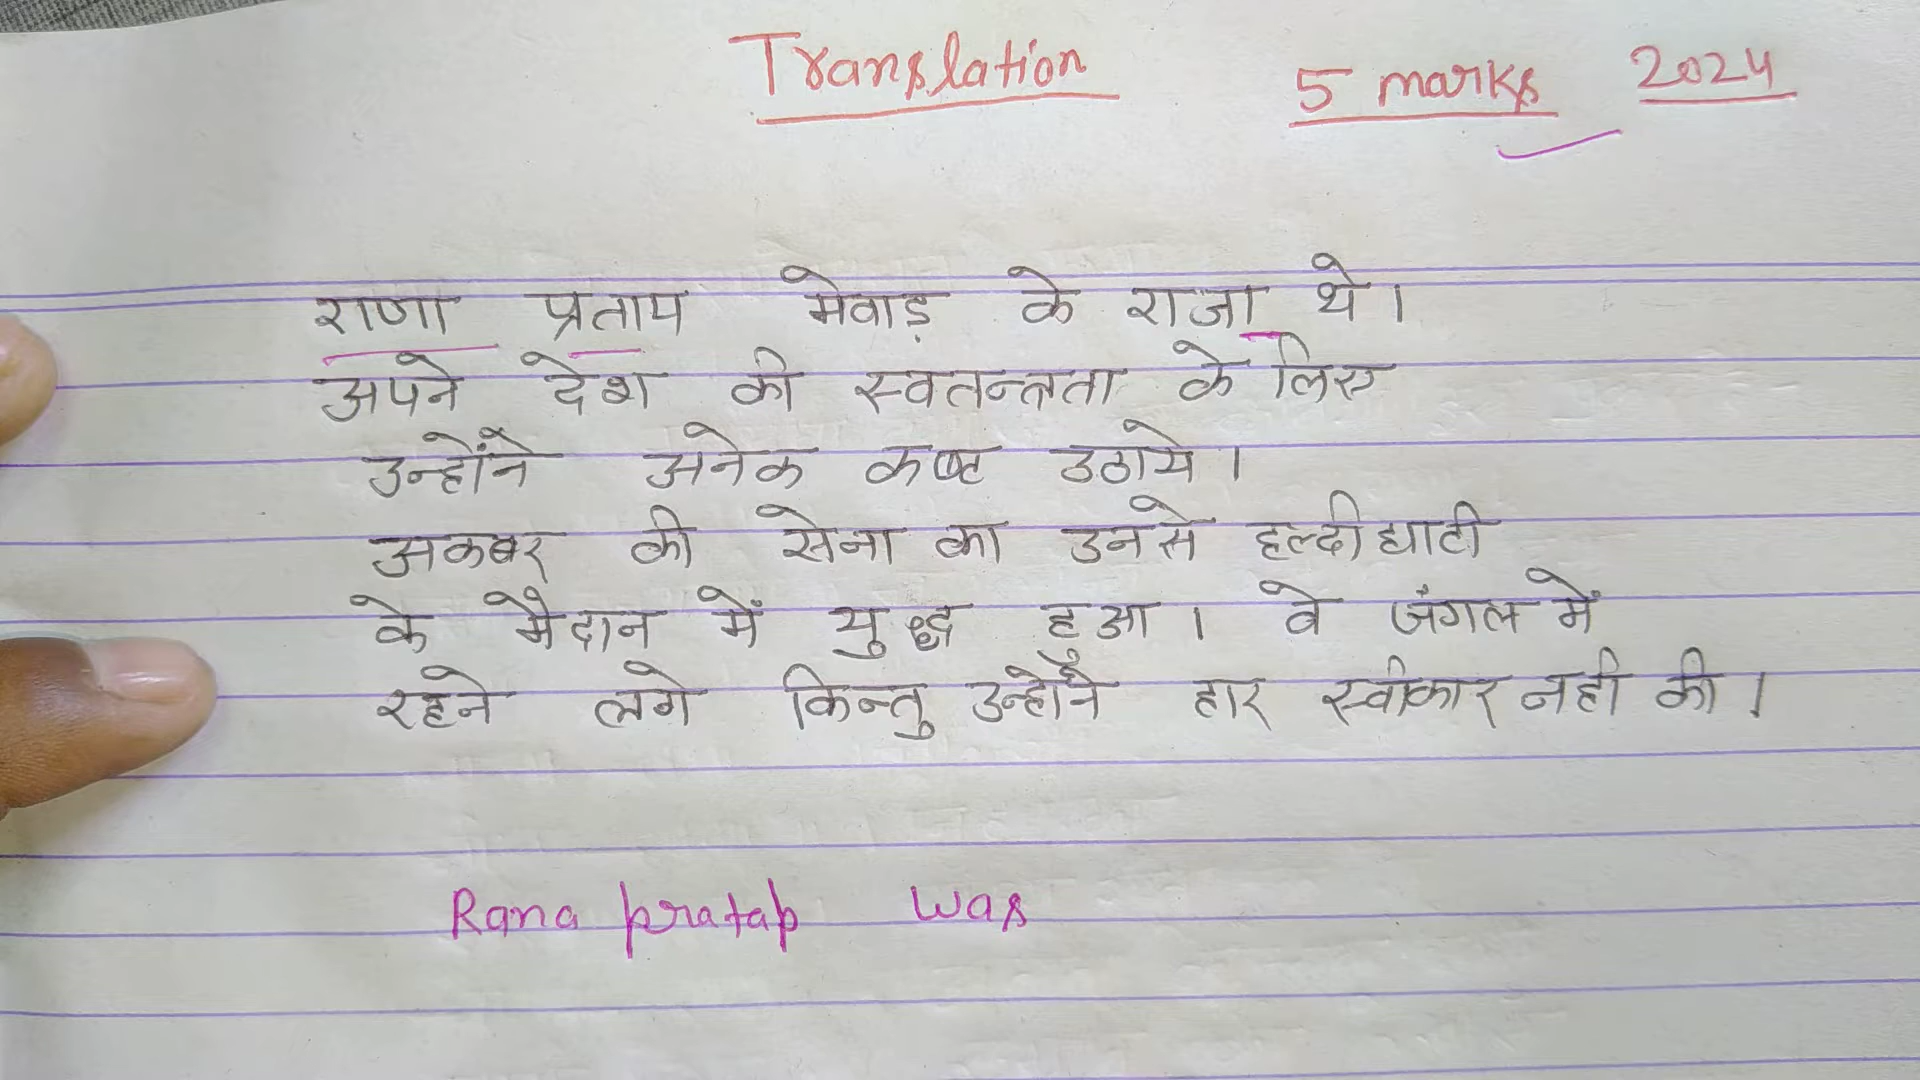 Translation 5 marks 2024
राणा प्रताप मेवाड़ के राजा थे।
अपने देश की स्वतन्त्रता के लिए
उन्होंने अनेक कष्ट उठाये।
अकबर की सेना का उनसे हल्दीघाटी
के मैदान में युद्ध हुआ। वे जंगल में
रहने लगे किन्तु उन्होंने हार स्वीकार नही की।
Rana pratap was